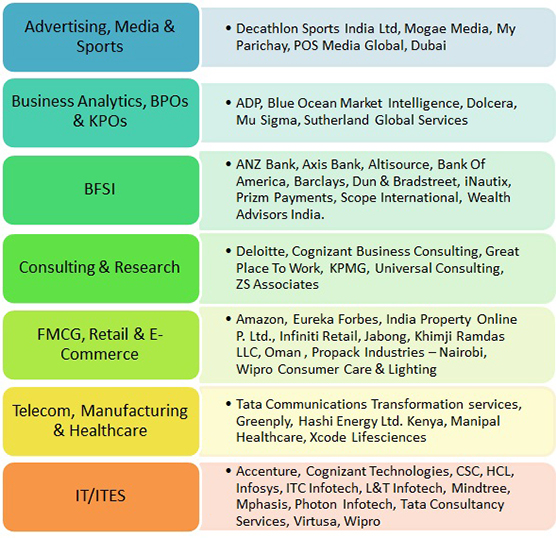 Advertising, Media &
Sports
• Decathlon Sports India Ltd, Mogae Media, My
Parichay, POS Media Global, Dubai
Business Analytics, BPOs
& KPOs
• ADP, Blue Ocean Market Intelligence, Dolcera,
Mu Sigma, Sutherland Global Services
BFSI
• ANZ Bank, Axis Bank, Altisource, Bank Of
America, Barclays, Dun & Bradstreet, iNautix,
Prizm Payments, Scope International, Wealth
Advisors India.
Consulting & Research
• Deloitte, Cognizant Business Consulting, Great
Place To Work, KPMG, Universal Consulting,
ZS Associates
FMCG, Retail & E-
Commerce
• Amazon, Eureka Forbes, India Property Online
P. Ltd., Infiniti Retail, Jabong, Khimji Ramdas
LLC, Oman , Propack Industries – Nairobi,
Wipro Consumer Care & Lighting
Telecom, Manufacturing
& Healthcare
• Tata Communications Transformation services,
Greenply, Hashi Energy Ltd. Kenya, Manipal
Healthcare, Xcode Lifesciences
IT/ITES
• Accenture, Cognizant Technologies, CSC, HCL,
Infosys, ITC Infotech, L&T Infotech, Mindtree,
Mphasis, Photon Infotech, Tata Consultancy
Services, Virtusa, Wipro